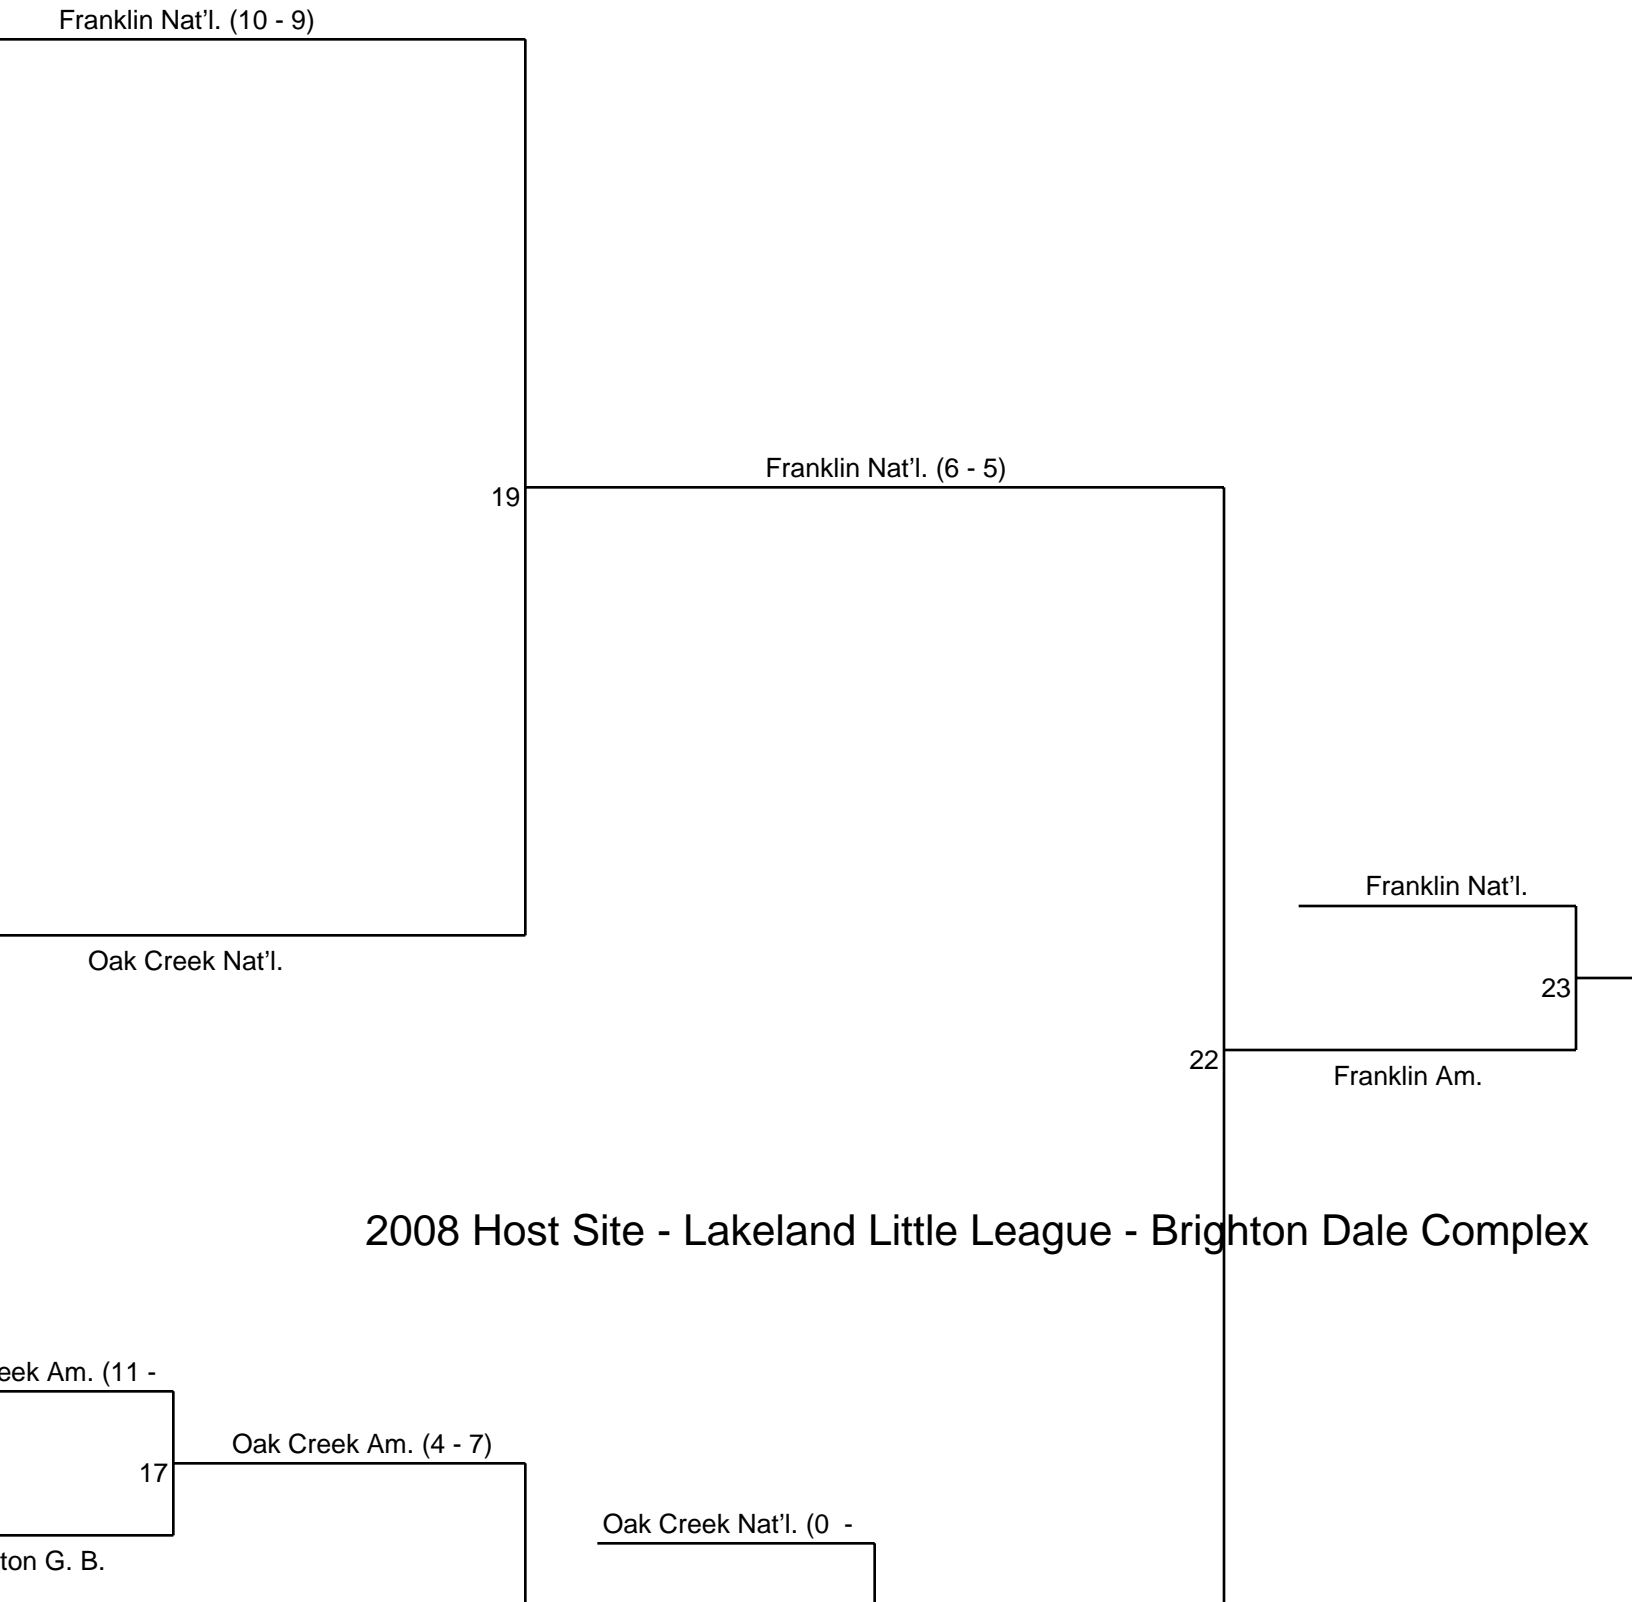 Franklin Nat'l. (10 - 9)
Franklin Nat'l. (6 - 5)
19
Franklin Nat'l.
Oak Creek Nat'l.
23
22
Franklin Am.
2008 Host Site - Lakeland Little League - Brighton Dale Complex
eek Am. (11 -
Oak Creek Am. (4 - 7)
17
Oak Creek Nat'l. (0 -
ton G. B.